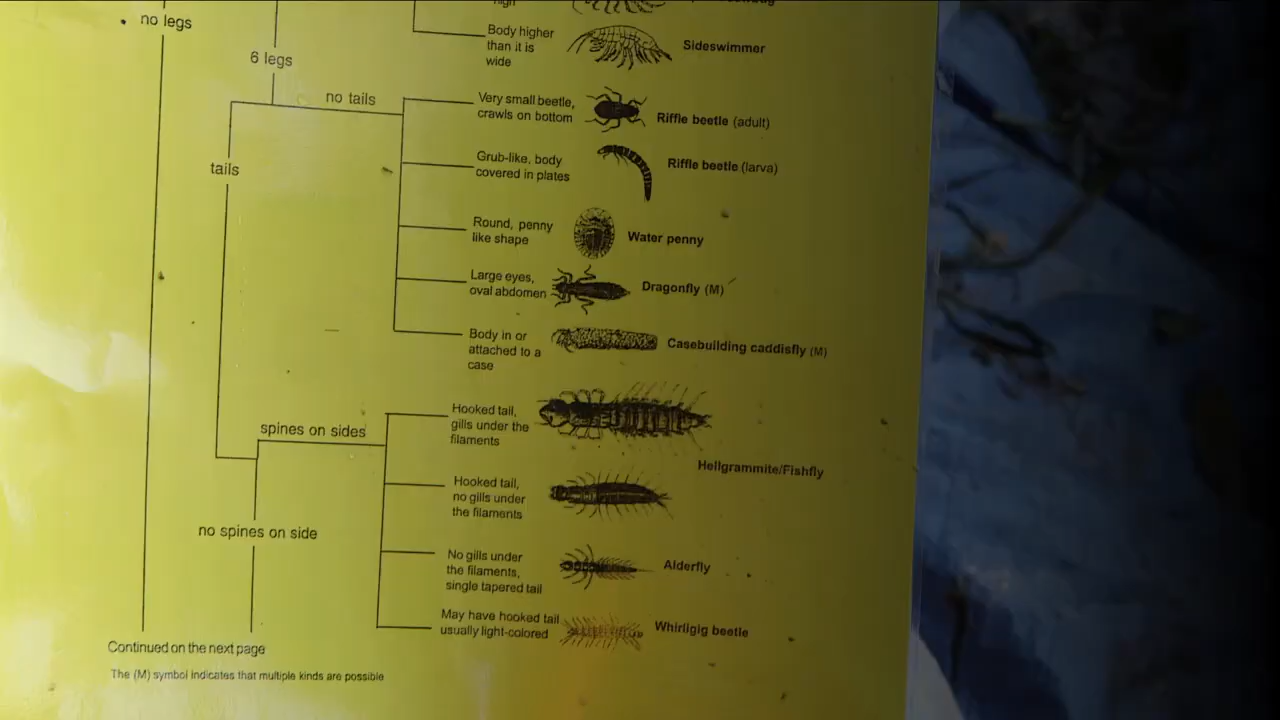 high
no legs
Body higher
than it is
wide
Sideswimmer
6 legs
no tails
Very small beetle,
crawls on bottom
Riffle beetle (adult)
tails
Grub-like, body
covered in plates
Riffle beetle (larva)
Round, penny
like shape
Water penny
Large eyes,
oval abdomen
Dragonfly (M)
Body in or
attached to a
case
Casebuilding caddisfly (M)
spines on sides
Hooked tail,
gills under the
filaments
Hellgrammite/Fishfly
Hooked tail,
no gills under
the filaments
no spines on side
No gills under
the filaments,
single tapered tail
Alderfly
May have hooked tail
usually light-colored
Whirligig beetle
Continued on the next page
The (M) symbol indicates that multiple kinds are possible